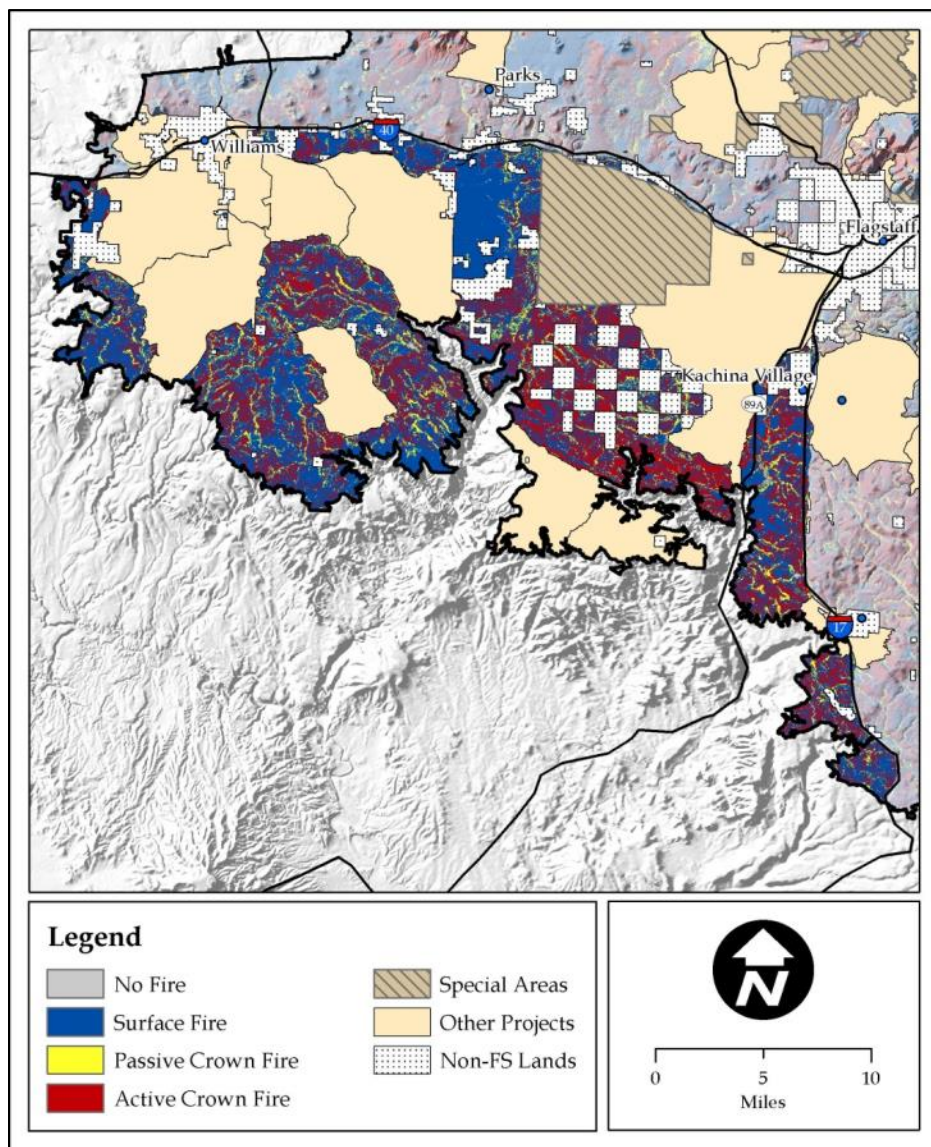 Parks
40
Williams
Flagstaff
Kachina Village
89A
17
Legend
No Fire
Surface Fire
Passive Crown Fire
Active Crown Fire
Special Areas
Other Projects
Non-FS Lands
N
0 5 10
Miles